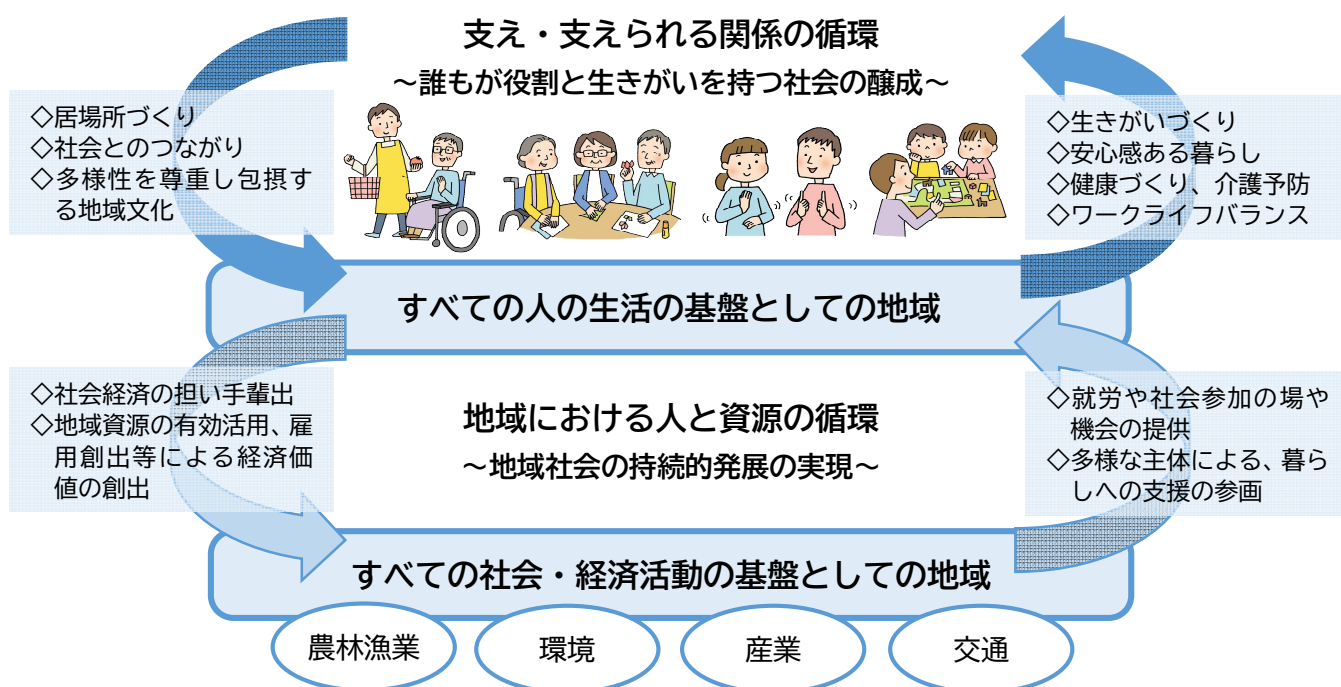 支え・支えられる関係の循環
～誰もが役割と生きがいを持つ社会の醸成～
◇居場所づくり
◇社会とのつながり
◇多様性を尊重し包摂す
る地域文化
◇生きがいづくり
◇安心感ある暮らし
◇健康づくり、介護予防
◇ワークライフバランス
すべての人の生活の基盤としての地域
◇社会経済の担い手輩出
◇地域資源の有効活用、雇
用創出等による経済価
値の創出
地域における人と資源の循環
～地域社会の持続的発展の実現～
◇就労や社会参加の場や
機会の提供
◇多様な主体による、暮ら
しへの支援の参画
すべての社会・経済活動の基盤としての地域
農林漁業
環境
産業
交通